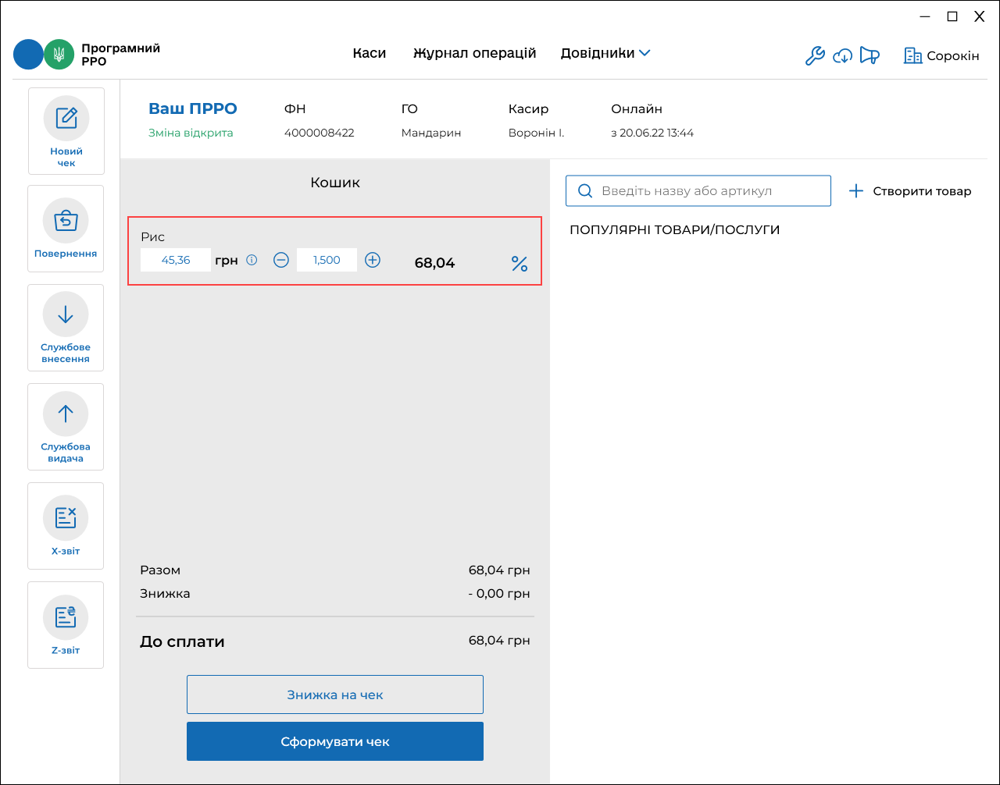 Програмний
РРО
Каси
Журнал операцій
Довідники
Сорокін
Новий
чек
Повернення
Службове
внесення
Службова
видача
Х-звіт
Z-звіт
Ваш ПРРО
Зміна відкрита
ФН
4000008422
ГО
Мандарин
Касир
Воронін І.
Онлайн
з 20.06.22 13:44
Кошик
Рис
45,36 грн 1,500 68,04 %
Разом 68,04 грн
Знижка - 0,00 грн
До сплати 68,04 грн
Знижка на чек
Сформувати чек
Введіть назву або артикул
Створити товар
ПОПУЛЯРНІ ТОВАРИ/ПОСЛУГИ